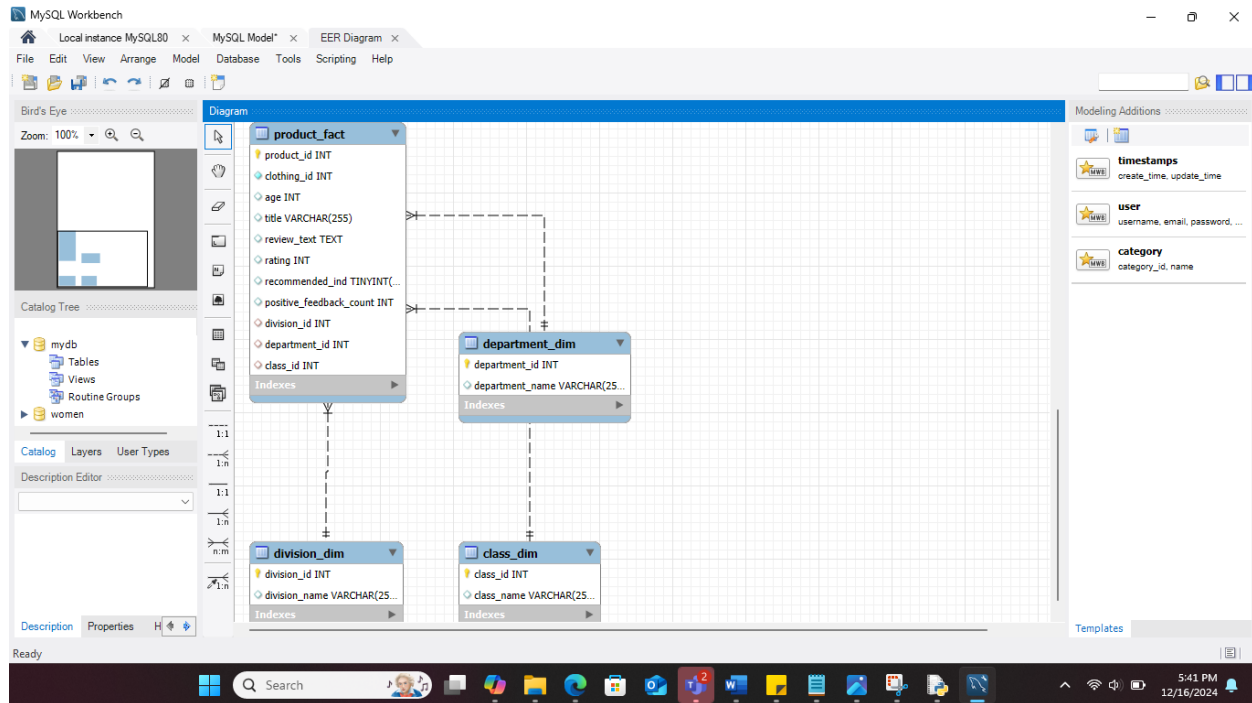 MySQL Workbench
Local instance MySQL80 × MySQL Model* × EER Diagram ×
File Edit View Arrange Model Database Tools Scripting Help
Bird's Eye
Zoom: 100%
Diagram
Modeling Additions
product_fact
product_id INT
clothing_id INT
age INT
title VARCHAR(255)
review_text TEXT
rating INT
recommended_ind TINYINT(...
positive_feedback_count INT
division_id INT
department_id INT
class_id INT
Indexes
department_dim
department_id INT
department_name VARCHAR(25...
Indexes
division_dim
division_id INT
division_name VARCHAR(25...
Indexes
class_dim
class_id INT
class_name VARCHAR(25...
Indexes
1:1
1:n
1:1
1:n
n:m
1:n
timestamps
create_time, update_time
user
username, email, password, ...
category
category_id, name
Templates
Catalog Tree
mydb
Tables
Views
Routine Groups
women
Catalog Layers User Types
Description Editor
Description Properties H
Ready
Search
2
5:41 PM
12/16/2024